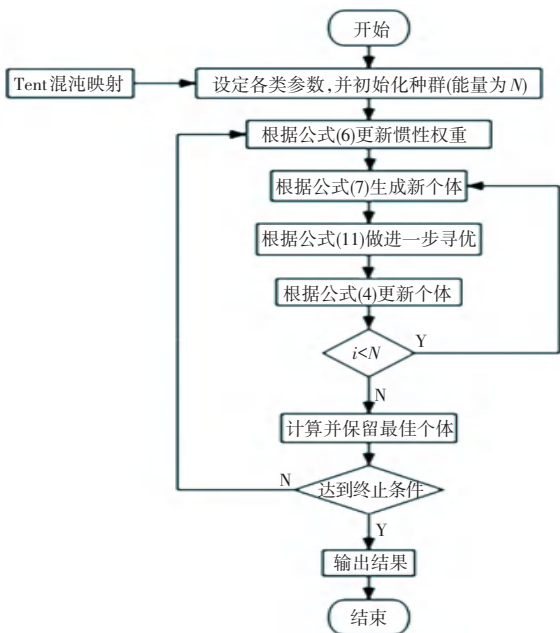 开始
Tent混沌映射
设定各类参数,并初始化种群(能量为N)
根据公式(6)更新惯性权重
根据公式(7)生成新个体
根据公式(11)做进一步寻优
根据公式(4)更新个体
i<N
Y
N
计算并保留最佳个体
N
达到终止条件
Y
输出结果
结束